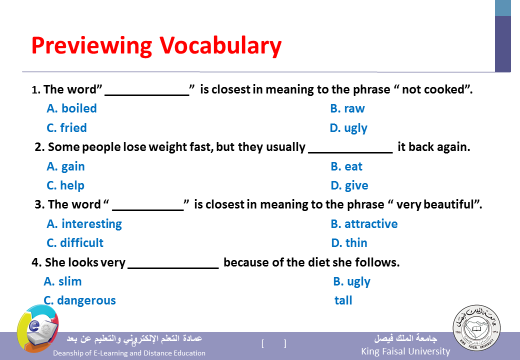 Previewing Vocabulary
1. The word” _____________” is closest in meaning to the phrase “ not cooked”.
A. boiled B. raw
C. fried D. ugly
2. Some people lose weight fast, but they usually _____________ it back again.
A. gain B. eat
C. help D. give
3. The word “ ___________” is closest in meaning to the phrase “ very beautiful”.
A. interesting B. attractive
C. difficult D. thin
4. She looks very ______________ because of the diet she follows.
A. slim B. ugly
C. dangerous tall
عمادة التعلم الإلكتروني والتعليم عن بعد [ ] جامعة الملك فيصل
Deanship of E-Learning and Distance Education King Faisal University